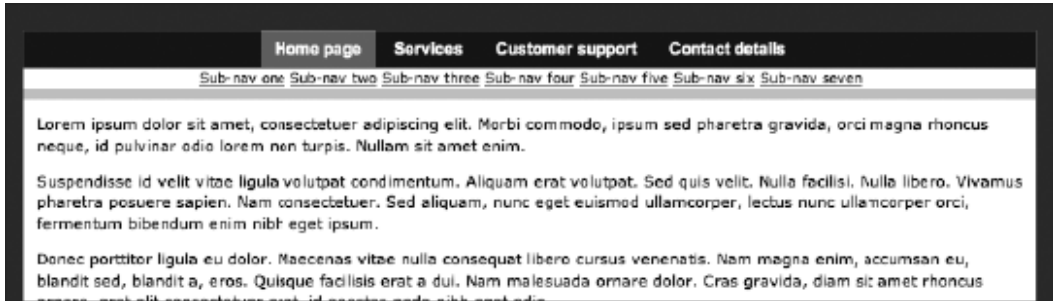 Home page Services Customer support Contact details
Sub-nav one Sub-nav two Sub-nav three Sub-nav four Sub-nav five Sub-nav six Sub-nav seven
Lorem ipsum dolor sit amet, consectetuer adipiscing elit. Morbi commodo, ipsum sed pharetra gravida, orci magna rhoncus
neque, id pulvinar odio lorem non turpis. Nullam sit amet enim.
Suspendisse id velit vitae ligula volutpat condimentum. Aliquam erat volutpat. Sed quis velit. Nulla facilisi. Nulla libero. Vivamus
pharetra posuere sapien. Nam consectetuer. Sed aliquam, nunc eget euismod ullamcorper, lectus nunc ullamcorper orci,
fermentum bibendum enim nibh eget ipsum.
Donec porttitor ligula eu dolor. Maecenas vitae nulla consequat libero cursus venenatis. Nam magna enim, accumsan eu,
blandit sed, blandit a, eros. Quisque facilisis erat a dui. Nam malesuada ornare dolor. Cras gravida, diam sit amet rhoncus